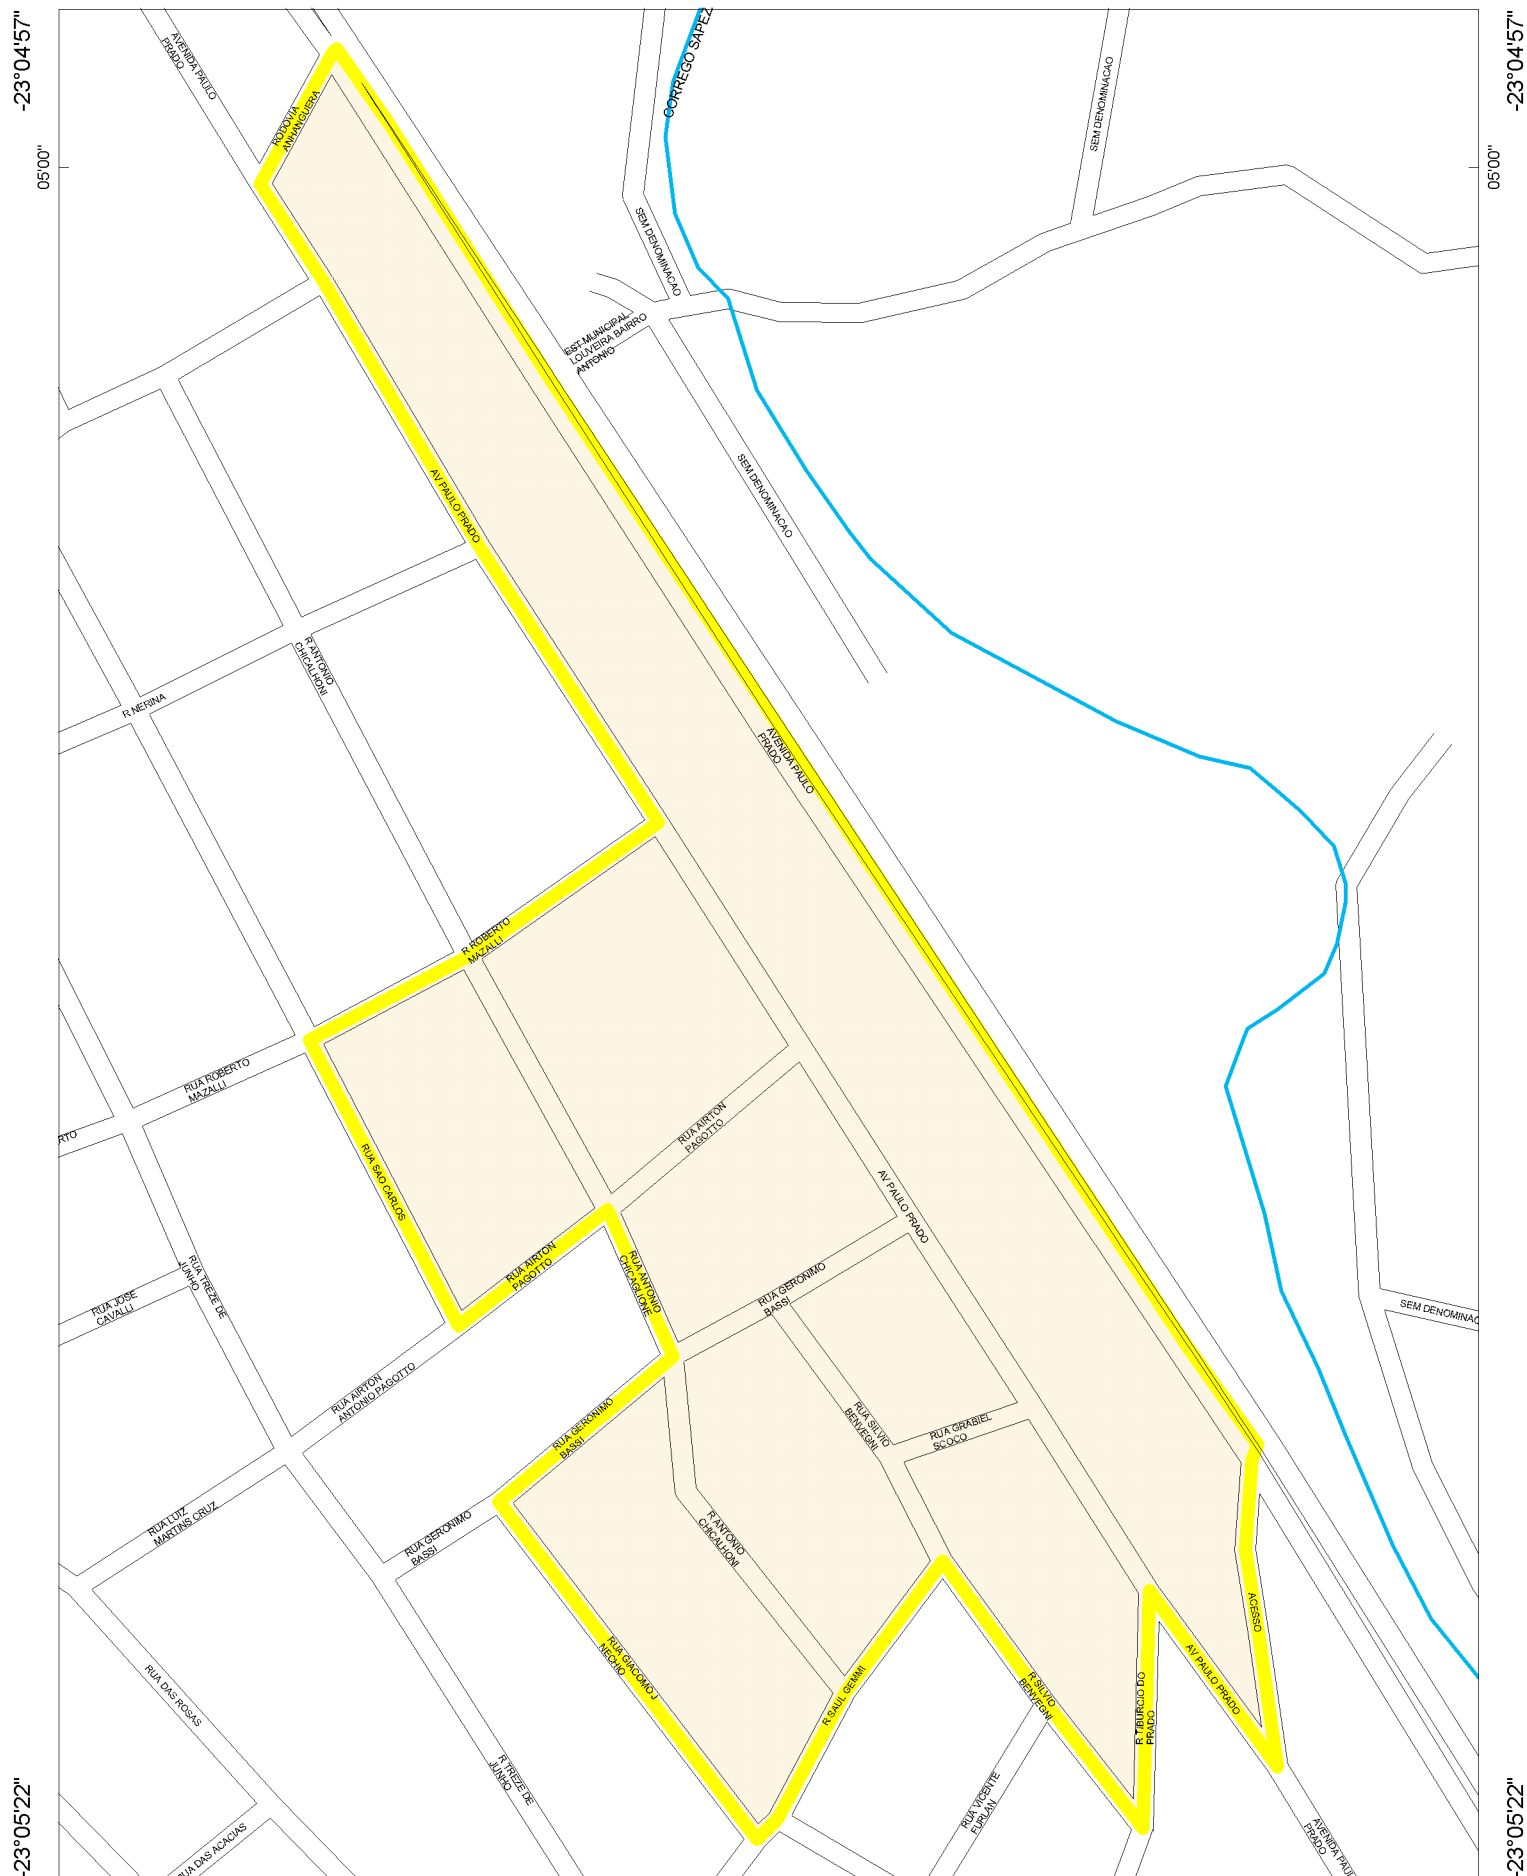 -23°04'57"
-23°04'57"
AVENIDA PAULO
PRADO
CORREGO SAPEZ
SEM DENOMINACAO
RODOVIA
ANHANGUERA
05'00"
05'00"
SEM DENOMINACAO
EST MUNICIPAL
LOUVEIRA BAIRRO
ANTONIO
AV PAULO PRADO
SEM DENOMINACAO
R ANTONIO
CHICALHONI
R NERINA
AVENIDA PAULO
PRADO
R ROBERTO
MAZALLI
RUA ROBERTO
MAZALLI
RTO
RUA AIRTON
PAGOTTO
RUA SAO CARLOS
AV PAULO PRADO
RUA TREZE DE
JUNHO
RUA AIRTON
PAGOTTO
RUA ANTONIO
CHICAGLIONE
RUA GERONIMO
BASSI
RUA JOSE
CAVALLI
SEM DENOMINAC
RUA AIRTON
ANTONIO PAGOTTO
RUA GERONIMO
BASSI
RUA SILVIO
BENVEGNI
RUA GRABIEL
SCOCO
RUA LUIZ
MARTINS CRUZ
RUA GERONIMO
BASSI
R ANTONIO
CHICALHONI
ACESSO
RUA GIACOMO J
NECHIO
RUA DAS ROSAS
R SAUL GEMMI
R SILVIO
BENVEGNI
R TIBURCIO DO
PRADO
AV PAULO PRADO
R TREZE DE
JUNHO
RUA VICENTE
FURLAN
RUA DAS ACACIAS
AVENIDA PAUL
PRADO
-23°05'22"
-23°05'22"